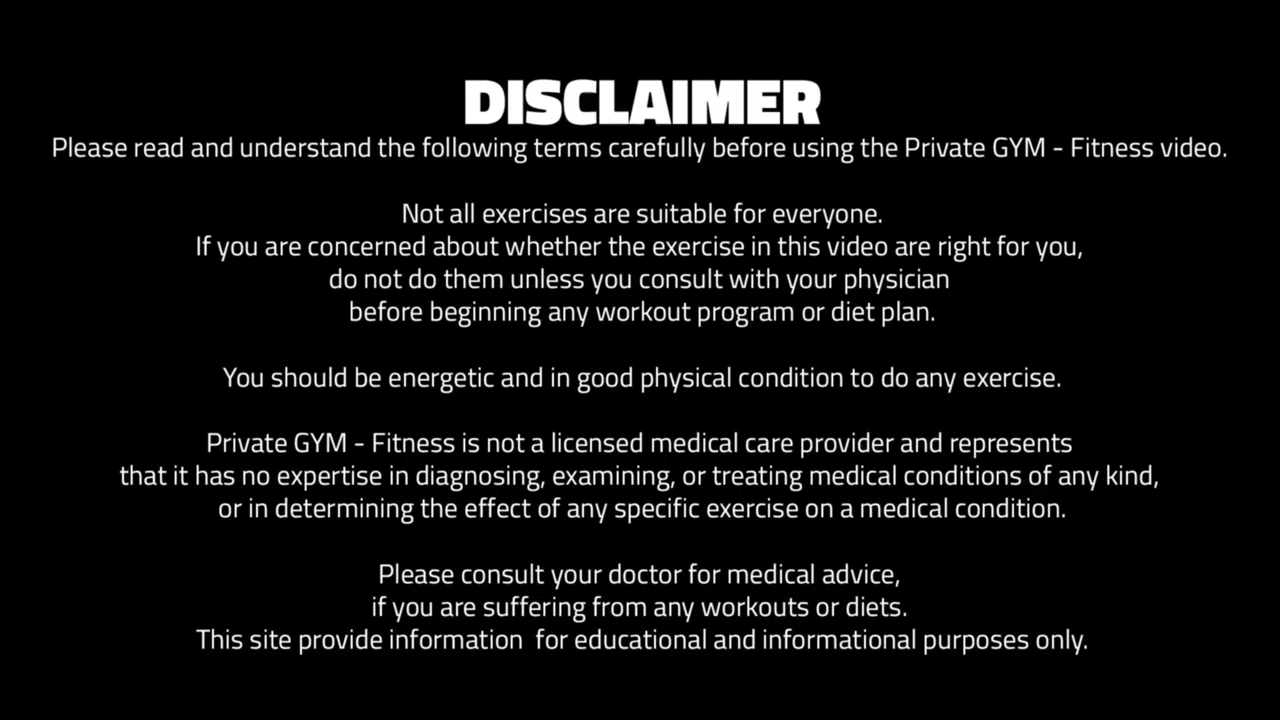 DISCLAIMER
Please read and understand the following terms carefully before using the Private GYM - Fitness video.
Not all exercises are suitable for everyone.
If you are concerned about whether the exercise in this video are right for you,
do not do them unless you consult with your physician
before beginning any workout program or diet plan.
You should be energetic and in good physical condition to do any exercise.
Private GYM - Fitness is not a licensed medical care provider and represents
that it has no expertise in diagnosing, examining, or treating medical conditions of any kind,
or in determining the effect of any specific exercise on a medical condition.
Please consult your doctor for medical advice,
if you are suffering from any workouts or diets.
This site provide information  for educational and informational purposes only.